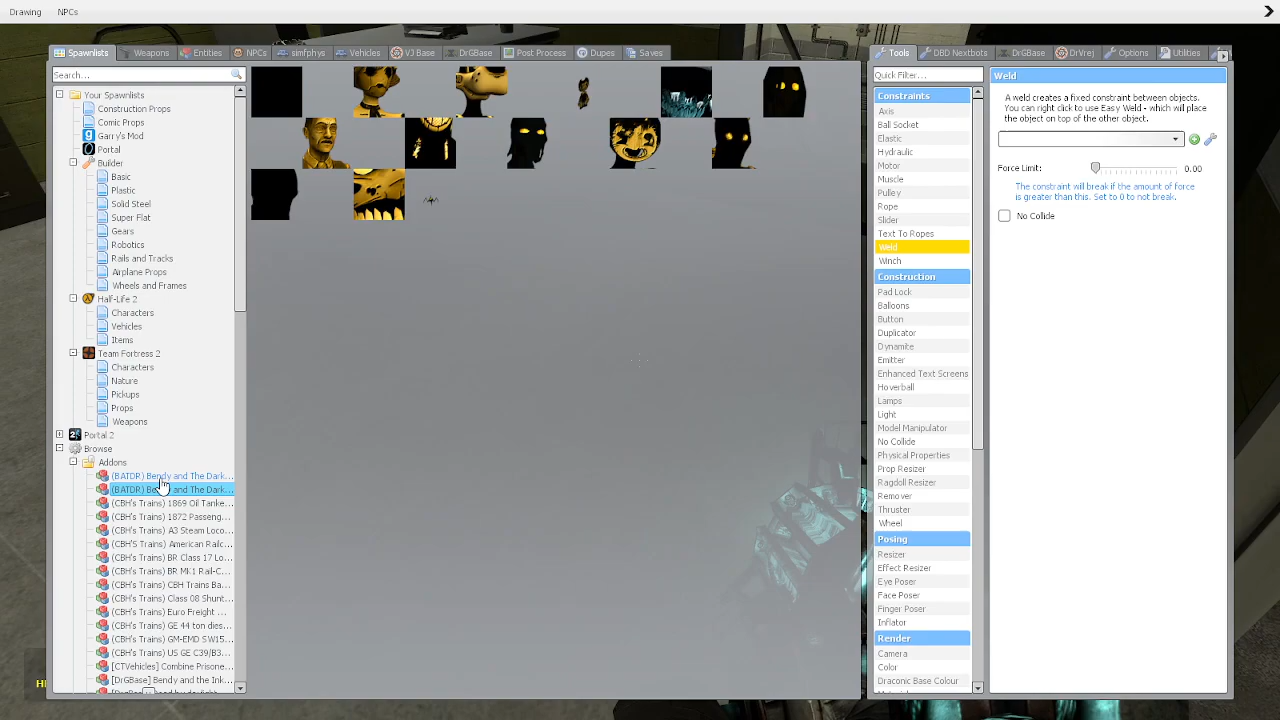 Drawing NPCs
Spawnlists Weapons Entities NPCs simfphys Vehicles VJ Base DrGBase Post Process Dupes Saves
Search...
Your Spawnlists
Construction Props
Comic Props
Garry's Mod
Portal
Builder
Basic
Plastic
Solid Steel
Super Flat
Gears
Robotics
Rails and Tracks
Airplane Props
Wheels and Frames
Half-Life 2
Characters
Vehicles
Items
Team Fortress 2
Characters
Nature
Pickups
Props
Weapons
Portal 2
Browse
Addons
(BATDR) Bendy and The Dark...
(BATDR) Be and The Dark...
(CBH's Trains) 1869 Oil Tanke...
(CBH's Trains) 1872 Passeng...
(CBH's Trains) A3 Steam Loco...
(CBH's Trains) American Railc...
(CBH's Trains) BR Class 17 Lo...
(CBH's Trains) BR MK1 Rail-C...
(CBH's Trains) CBH Trains Ba...
(CBH's Trains) Class 08 Shunt...
(CBH's Trains) Euro Freight ...
(CBH's Trains) GE 44 ton dies...
(CBH's Trains) GM-EMD SW15...
(CBH's Trains) US GE C39/B3...
[CTVehicles] Combine Prisone...
[DrGBase] Bendy and the Ink...
Tools DBD Nextbots DrGBase DrVrej Options Utilities
Quick Filter...
Constraints
Axis
Ball Socket
Elastic
Hydraulic
Motor
Muscle
Pulley
Rope
Slider
Text To Ropes
Weld
Winch
Construction
Pad Lock
Balloons
Button
Duplicator
Dynamite
Emitter
Enhanced Text Screens
Hoverball
Lamps
Light
Model Manipulator
No Collide
Physical Properties
Prop Resizer
Ragdoll Resizer
Remover
Thruster
Wheel
Posing
Resizer
Effect Resizer
Eye Poser
Face Poser
Finger Poser
Inflator
Render
Camera
Color
Draconic Base Colour
Weld
A weld creates a fixed constraint between objects.
You can right click to use Easy Weld - which will place
the object on top of the other object.
Force Limit: 0.00
The constraint will break if the amount of force
is greater than this. Set to 0 to not break.
No Collide